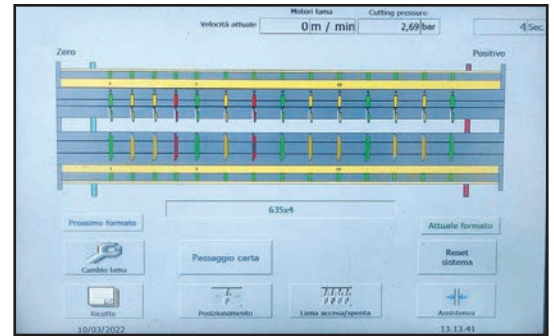 Motori lama Cutting pressure
Velocità attuale 0 m / min 2,69 bar 4 Sec.
Zero Positivo
635x4
Prossimo formato Attuale formato
Cambio lama Passaggio carta Reset sistema
Risultto Posizionamento Lama accesa/spenta Assistenza
10/03/2022 13.13.41